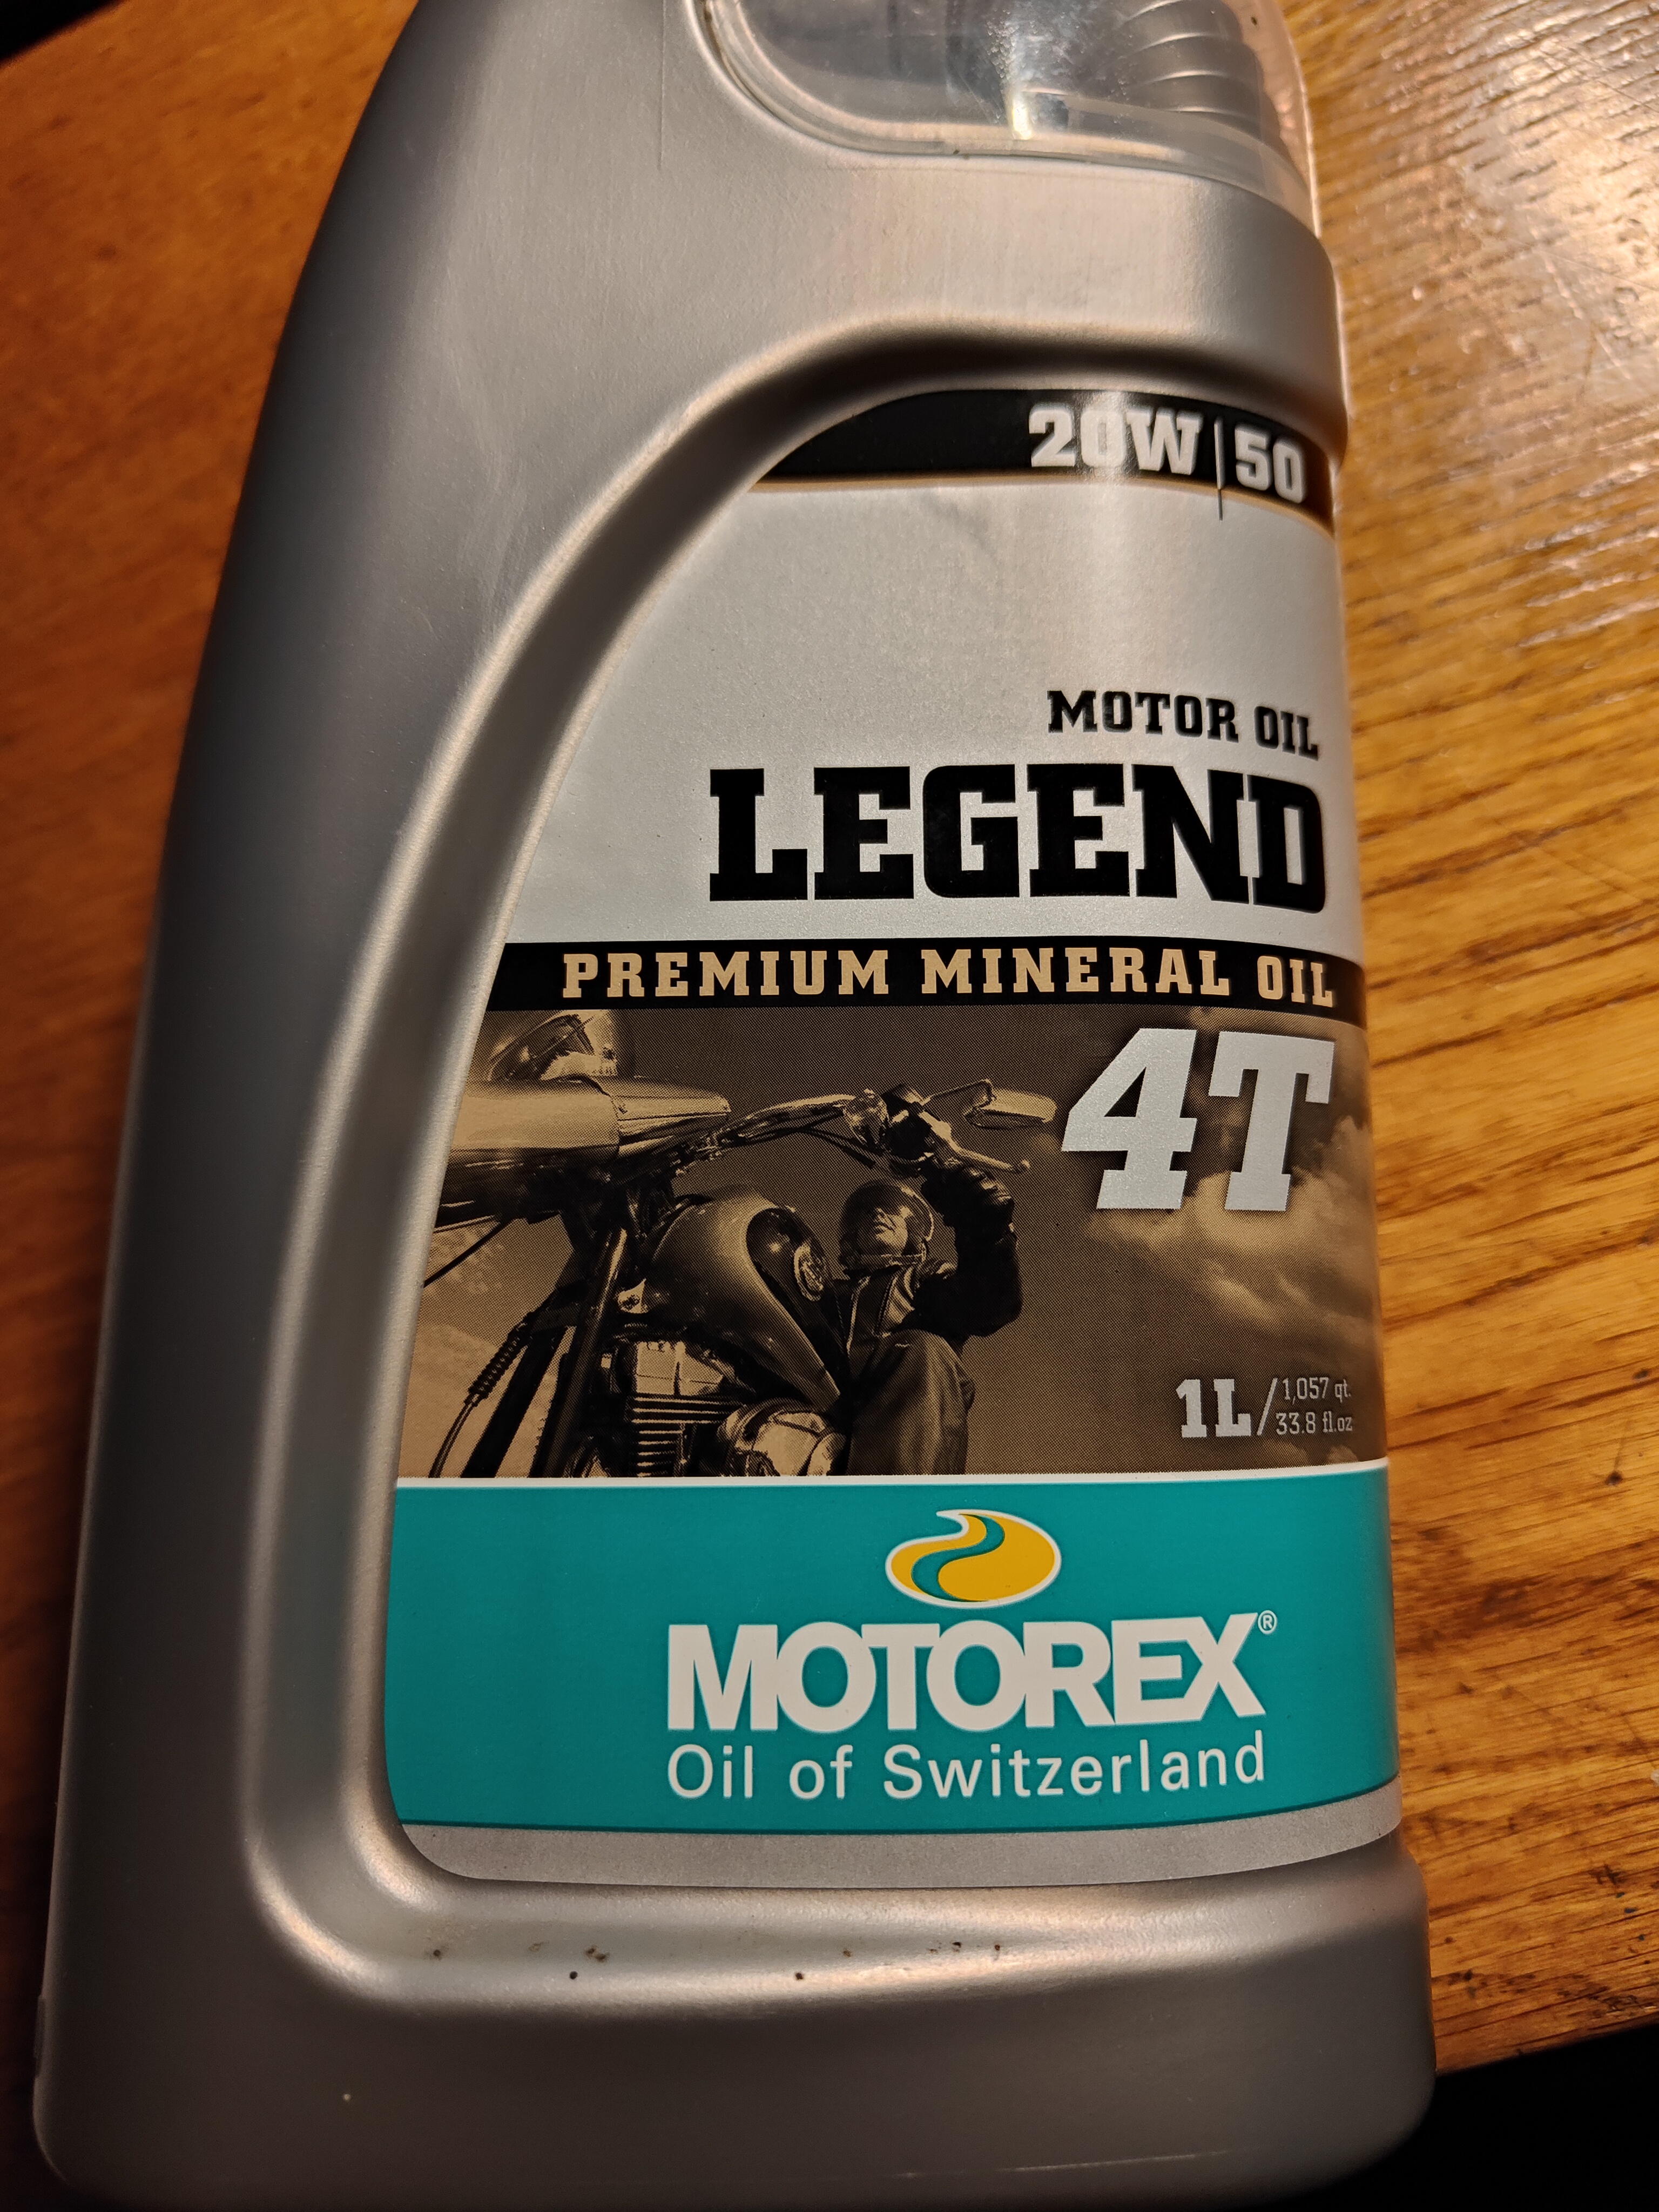 20W|50
MOTOR OIL
LEGEND
PREMIUM MINERAL OIL
4T
1L/1,057 qt.
33.8 fl.oz
MOTOREX®
Oil of Switzerland